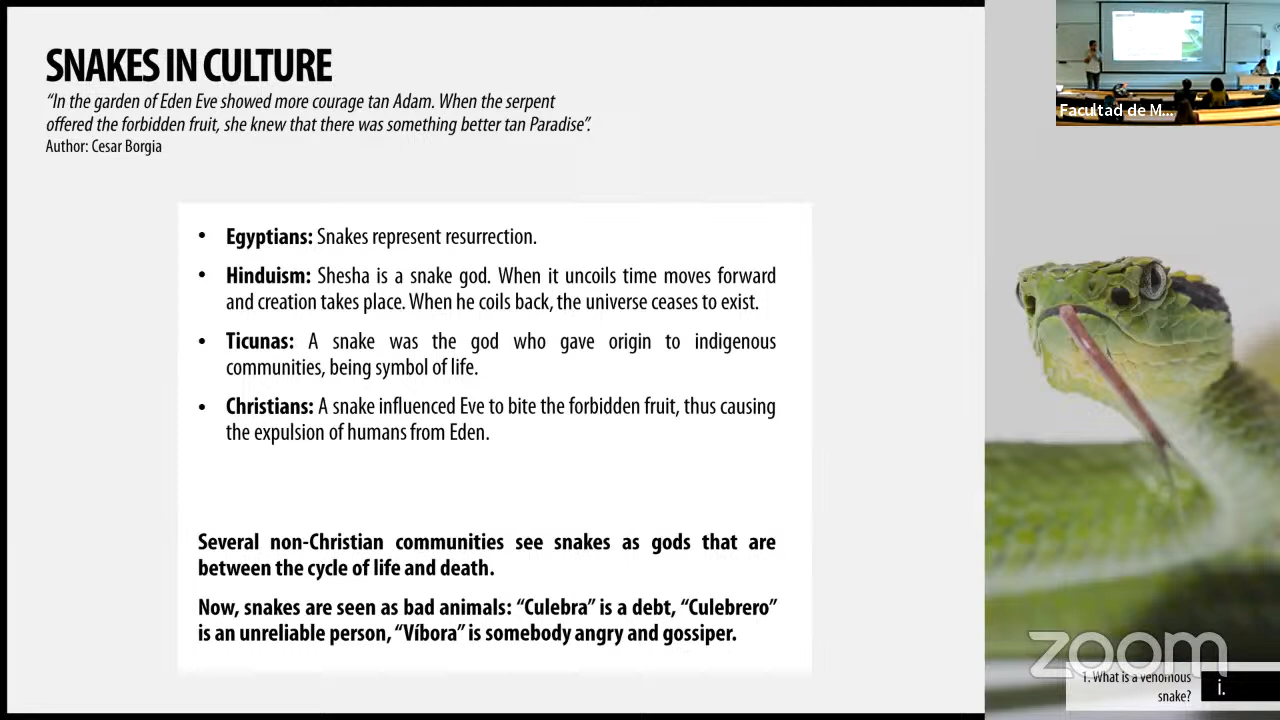 SNAKES IN CULTURE
“In the garden of Eden Eve showed more courage tan Adam. When the serpent
offered the forbidden fruit, she knew that there was something better tan Paradise”.
Author: Cesar Borgia
• Egyptians: Snakes represent resurrection.
• Hinduism: Shesha is a snake god. When it uncoils time moves forward
and creation takes place. When he coils back, the universe ceases to exist.
• Ticunas: A snake was the god who gave origin to indigenous
communities, being symbol of life.
• Christians: A snake influenced Eve to bite the forbidden fruit, thus causing
the expulsion of humans from Eden.
Several non-Christian communities see snakes as gods that are
between the cycle of life and death.
Now, snakes are seen as bad animals: “Culebra” is a debt, “Culebrero”
is an unreliable person, “Víbora” is somebody angry and gossiper.
Facultad de M...
zoom
1. What is a venomous
snake?
i.